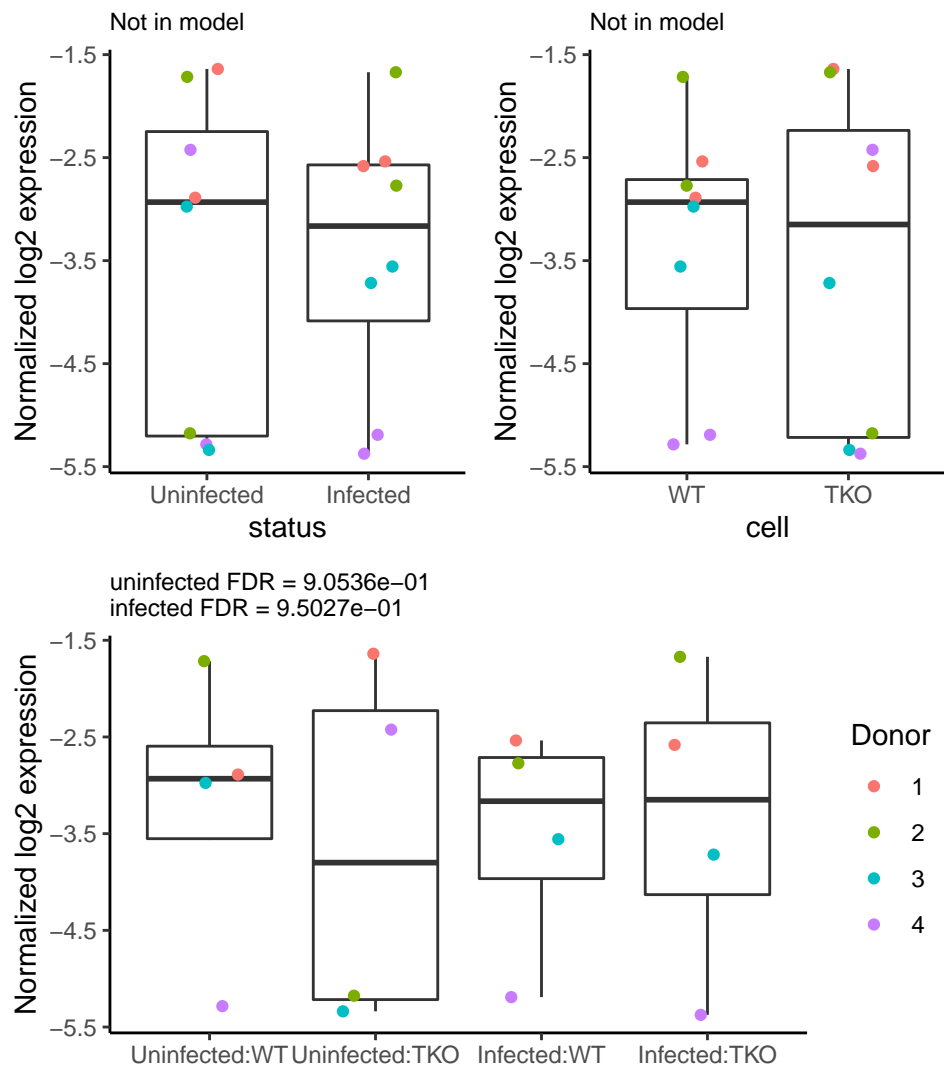 Not in model
Normalized log2 expression
−1.5
−2.5
−3.5
−4.5
−5.5
Uninfected Infected
status
Not in model
Normalized log2 expression
−1.5
−2.5
−3.5
−4.5
−5.5
WT TKO
cell
uninfected FDR = 9.0536e−01
infected FDR = 9.5027e−01
Normalized log2 expression
−1.5
−2.5
−3.5
−4.5
−5.5
Uninfected:WT Uninfected:TKO Infected:WT Infected:TKO
Donor
1
2
3
4